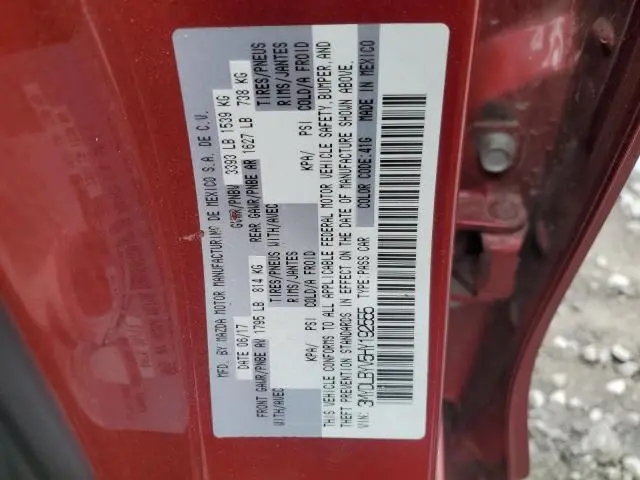 MFD. BY MAZDA MOTOR MANUFACTURING DE MEXICO S.A. DE C.V.
DATE 06/17 GVWR/PNBV 3393 LB 1539 KG
FRONT GAWR/PNBE AV 1795 LB 814 KG REAR GAWR/PNBE AR 1627 LB 738 KG
WITH/AVEC TIRES/PNEUS WITH/AVEC TIRES/PNEUS
RIMS/JANTES RIMS/JANTES
KPA/ PSI COLD/A FROID KPA/ PSI COLD/A FROID
THIS VEHICLE CONFORMS TO ALL APPLICABLE FEDERAL MOTOR VEHICLE SAFETY, BUMPER, AND
THEFT PREVENTION STANDARDS IN EFFECT ON THE DATE OF MANUFACTURE SHOWN ABOVE.
VIN: 3MYDLBYV5HY192555 TYPE:PASS CAR COLOR CODE:41G MADE IN MEXICO